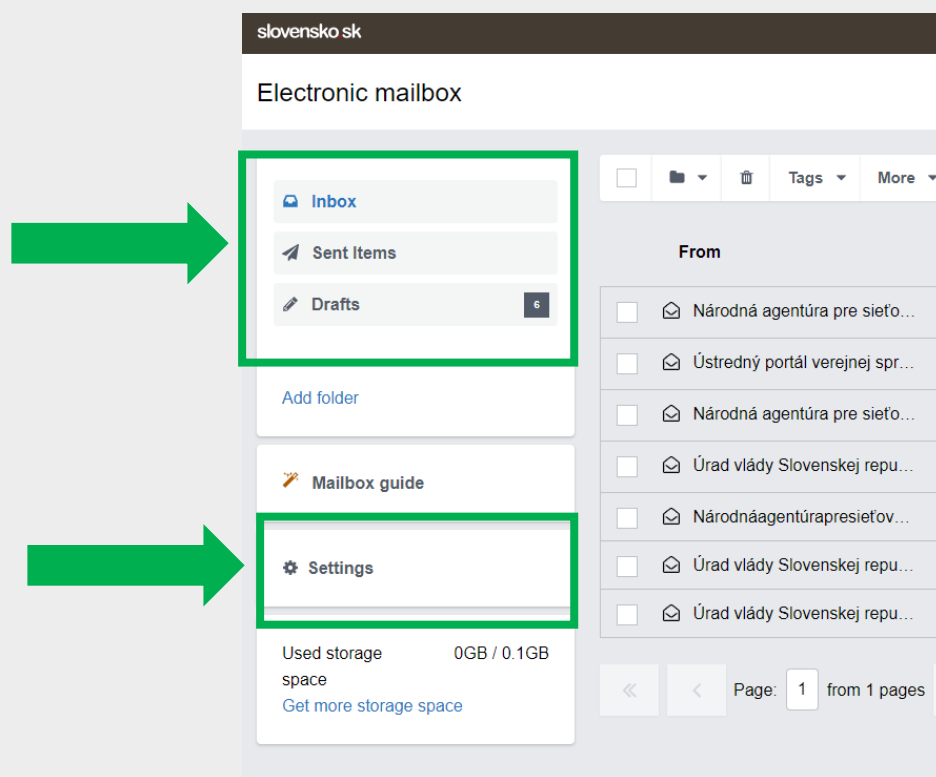 slovensko.sk
Electronic mailbox
Inbox
Sent Items
Drafts 6
Add folder
Mailbox guide
Settings
Used storage space 0GB / 0.1GB
Get more storage space
Tags More
From
Národná agentúra pre sieťo...
Ústredný portál verejnej spr...
Národná agentúra pre sieťo...
Úrad vlády Slovenskej repu...
Národnáagentúrapresieťov...
Úrad vlády Slovenskej repu...
Úrad vlády Slovenskej repu...
Page: 1 from 1 pages